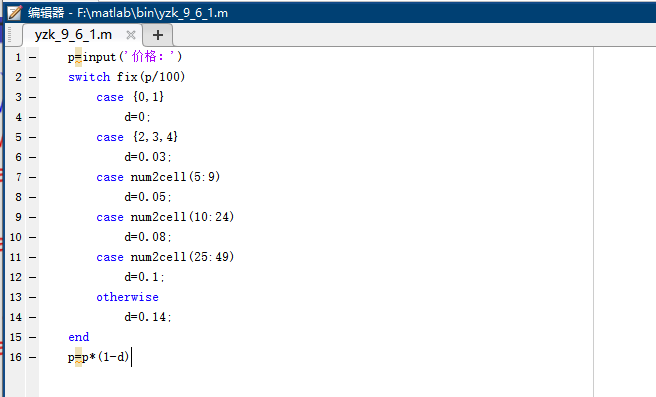 编辑器 - F:\matlab\bin\yzk_9_6_1.m
yzk_9_6_1.m × +
1 – p=input('价格：')
2 – switch fix(p/100)
3 – case {0,1}
4 – d=0;
5 – case {2,3,4}
6 – d=0.03;
7 – case num2cell(5:9)
8 – d=0.05;
9 – case num2cell(10:24)
10 – d=0.08;
11 – case num2cell(25:49)
12 – d=0.1;
13 – otherwise
14 – d=0.14;
15 – end
16 – p=p*(1-d)